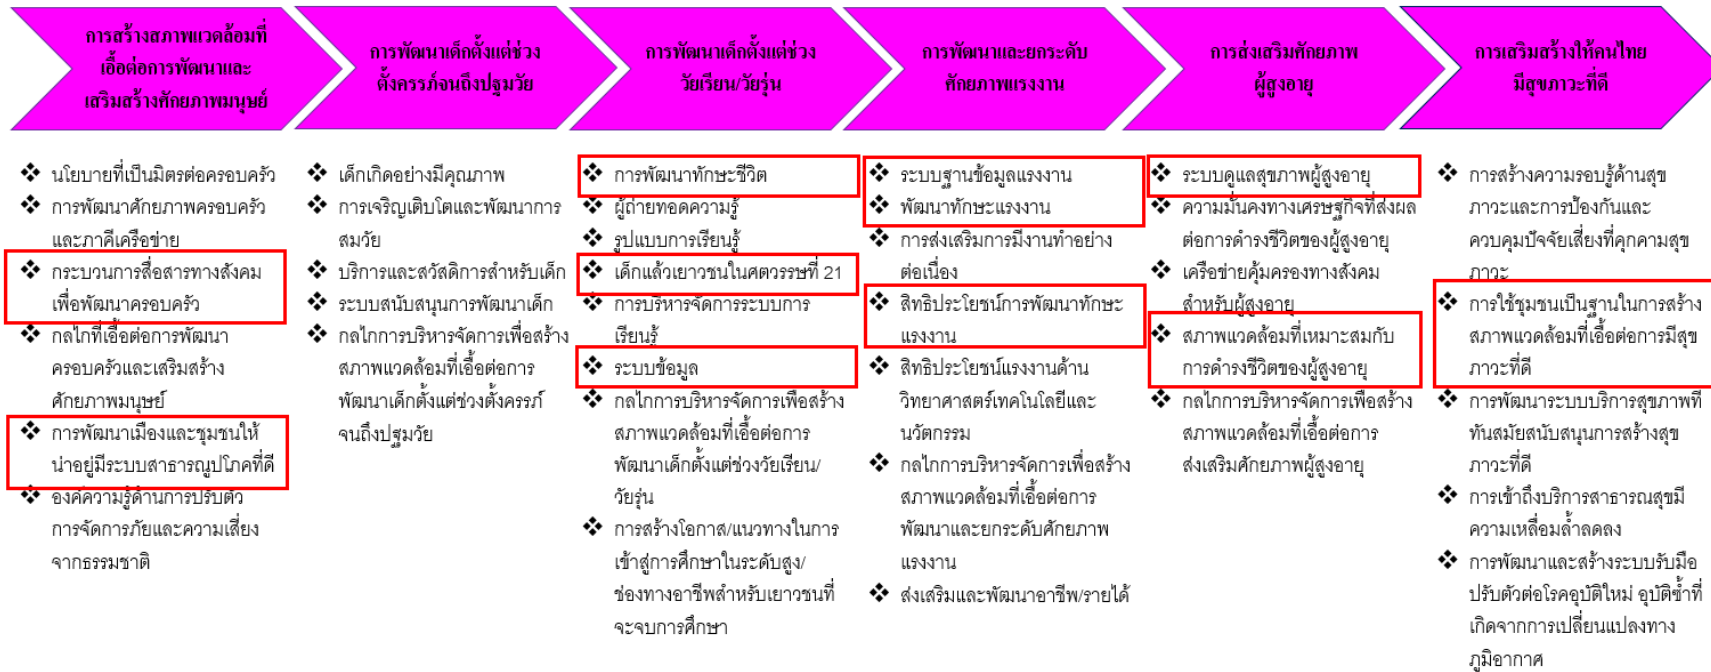 การสร้างสภาพแวดล้อมที่
เอื้อต่อการพัฒนาและ
เสริมสร้างศักยภาพมนุษย์
การพัฒนาเด็กตั้งแต่ช่วง
ตั้งครรภ์จนถึงปฐมวัย
การพัฒนาเด็กตั้งแต่ช่วง
วัยเรียน/วัยรุ่น
การพัฒนาและยกระดับ
ศักยภาพแรงงาน
การส่งเสริมศักยภาพ
ผู้สูงอายุ
การเสริมสร้างให้คนไทย
มีสุขภาวะที่ดี
❖ นโยบายที่เป็นมิตรต่อครอบครัว
❖ การพัฒนาศักยภาพครอบครัว
และภาคีเครือข่าย
❖ กระบวนการสื่อสารทางสังคม
เพื่อพัฒนาครอบครัว
❖ กลไกที่เอื้อต่อการพัฒนา
ครอบครัวและเสริมสร้าง
ศักยภาพมนุษย์
❖ การพัฒนาเมืองและชุมชนให้
น่าอยู่มีระบบสาธารณูปโภคที่ดี
❖ องค์ความรู้ด้านการปรับตัว
การจัดการภัยและความเสี่ยง
จากธรรมชาติ
❖ เด็กเกิดอย่างมีคุณภาพ
❖ การเจริญเติบโตและพัฒนาการ
สมวัย
❖ บริการและสวัสดิการสำหรับเด็ก
❖ ระบบสนับสนุนการพัฒนาเด็ก
❖ กลไกการบริหารจัดการเพื่อสร้าง
สภาพแวดล้อมที่เอื้อต่อการ
พัฒนาเด็กตั้งแต่ช่วงตั้งครรภ์
จนถึงปฐมวัย
❖ การพัฒนาทักษะชีวิต
❖ ผู้ถ่ายทอดความรู้
❖ รูปแบบการเรียนรู้
❖ เด็กแล้วเยาวชนในศตวรรษที่ 21
❖ การบริหารจัดการระบบการ
เรียนรู้
❖ ระบบข้อมูล
❖ กลไกการบริหารจัดการเพื่อสร้าง
สภาพแวดล้อมที่เอื้อต่อการ
พัฒนาเด็กตั้งแต่ช่วงวัยเรียน/
วัยรุ่น
❖ การสร้างโอกาส/แนวทางในการ
เข้าสู่การศึกษาในระดับสูง/
ช่องทางอาชีพสำหรับเยาวชนที่
จะจบการศึกษา
❖ ระบบฐานข้อมูลแรงงาน
❖ พัฒนาทักษะแรงงาน
❖ การส่งเสริมการมีงานทำอย่าง
ต่อเนื่อง
❖ สิทธิประโยชน์การพัฒนาทักษะ
แรงงาน
❖ สิทธิประโยชน์แรงงานด้าน
วิทยาศาสตร์เทคโนโลยีและ
นวัตกรรม
❖ กลไกการบริหารจัดการเพื่อสร้าง
สภาพแวดล้อมที่เอื้อต่อการ
พัฒนาและยกระดับศักยภาพ
แรงงาน
❖ ส่งเสริมและพัฒนาอาชีพ/รายได้
❖ ระบบดูแลสุขภาพผู้สูงอายุ
❖ ความมั่นคงทางเศรษฐกิจที่ส่งผล
ต่อการดำรงชีวิตของผู้สูงอายุ
❖ เครือข่ายคุ้มครองทางสังคม
สำหรับผู้สูงอายุ
❖ สภาพแวดล้อมที่เหมาะสมกับ
การดำรงชีวิตของผู้สูงอายุ
❖ กลไกการบริหารจัดการเพื่อสร้าง
สภาพแวดล้อมที่เอื้อต่อการ
ส่งเสริมศักยภาพผู้สูงอายุ
❖ การสร้างความรอบรู้ด้านสุข
ภาวะและการป้องกันและ
ควบคุมปัจจัยเสี่ยงที่คุกคามสุข
ภาวะ
❖ การใช้ชุมชนเป็นฐานในการสร้าง
สภาพแวดล้อมที่เอื้อต่อการมีสุข
ภาวะที่ดี
❖ การพัฒนาระบบบริการสุขภาพที่
ทันสมัยสนับสนุนการสร้างสุข
ภาวะที่ดี
❖ การเข้าถึงบริการสาธารณสุขมี
ความเหลื่อมล้ำลดลง
❖ การพัฒนาและสร้างระบบรับมือ
ปรับตัวต่อโรคอุบัติใหม่ อุบัติซ้ำที่
เกิดจากการเปลี่ยนแปลงทาง
ภูมิอากาศ